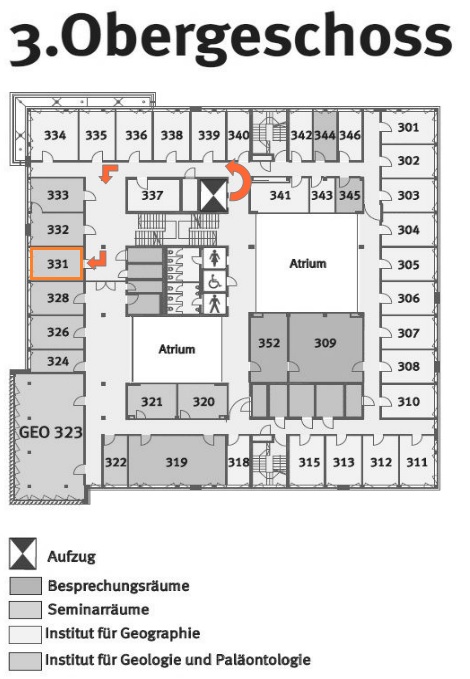 3.Obergeschoss
334 335 336 338 339 340 342 344 346 301
302
333 337 341 343 345 303
332 304
331 Atrium 305
328 306
326 352 309 307
Atrium
324 308
321 320 310
GEO 323
322 319 318 315 313 312 311
Aufzug
Besprechungsräume
Seminarräume
Institut für Geographie
Institut für Geologie und Paläontologie